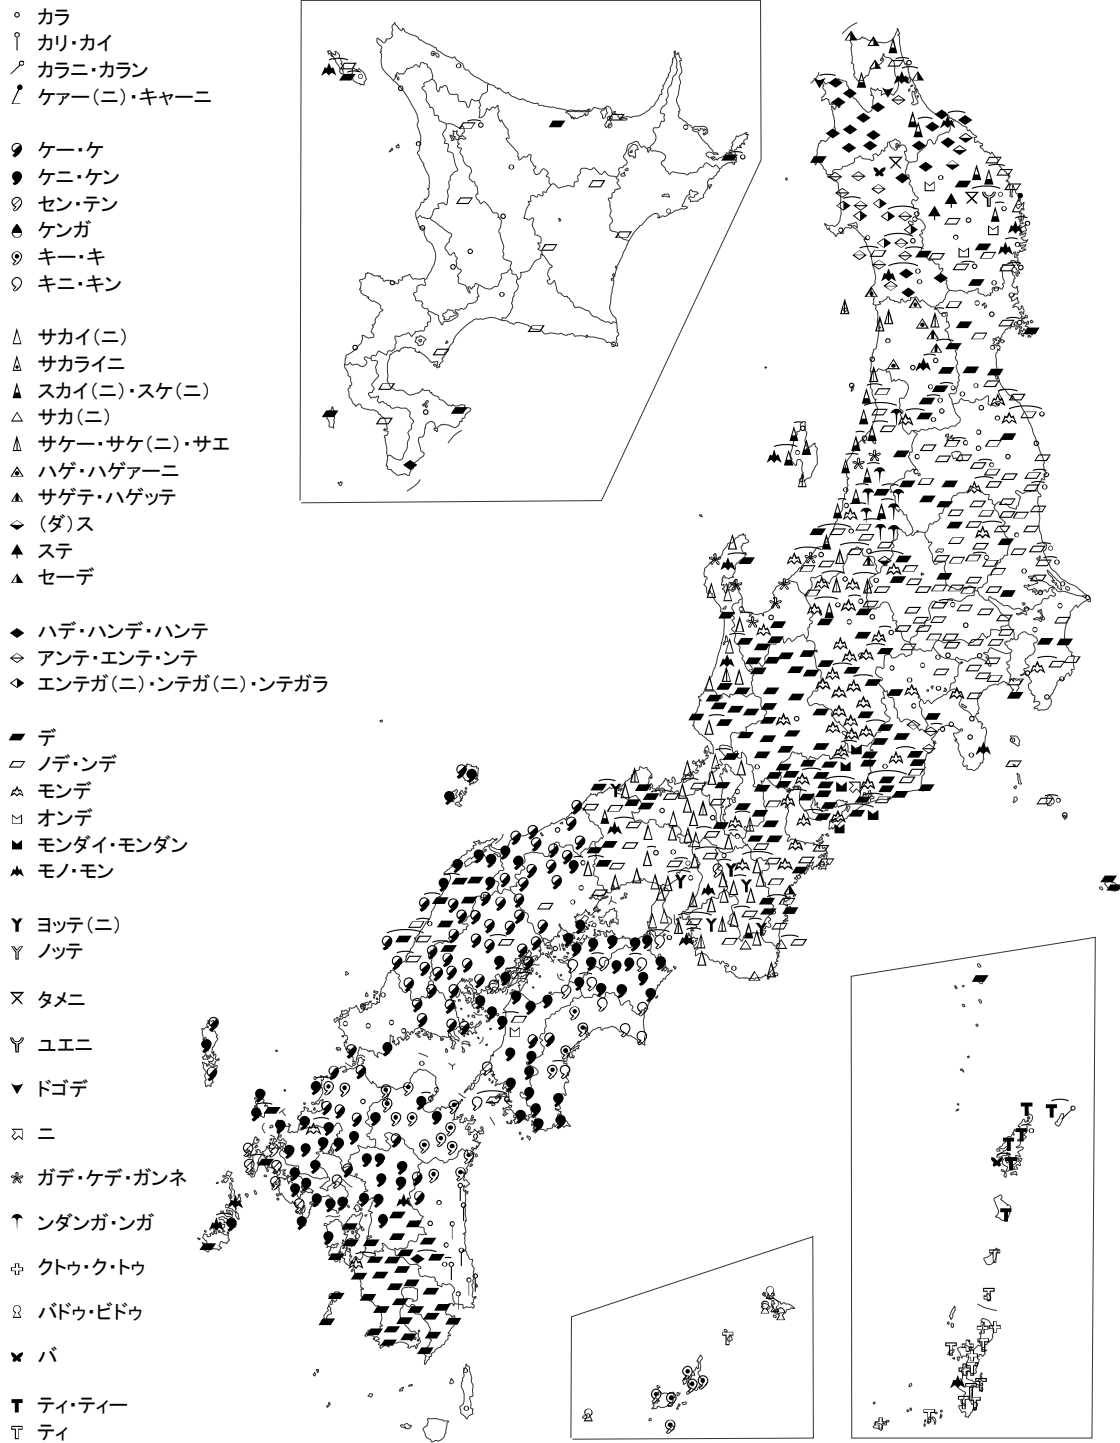 カラ
カリ・カイ
カラニ・カラン
ケァー(ニ)・キャーニ
ケー・ケ
ケニ・ケン
セン・テン
ケンガ
キー・キ
キニ・キン
サカイ(ニ)
サカライニ
スカイ(ニ)・スケ(ニ)
サカ(ニ)
サケー・サケ(ニ)・サエ
ハゲ・ハゲァーニ
サゲテ・ハゲッテ
(ダ)ス
ステ
セーデ
ハデ・ハンデ・ハンテ
アンテ・エンテ・ンテ
エンテガ(ニ)・ンテガ(ニ)・ンテガラ
デ
ノデ・ンデ
モンデ
オンデ
モンダイ・モンダン
モノ・モン
ヨッテ(ニ)
ノッテ
タメニ
ユエニ
ドゴデ
ニ
ガデ・ケデ・ガンネ
ンダンガ・ンガ
クトゥ・ク・トゥ
バドゥ・ビドゥ
バ
ティ・ティー
ティ